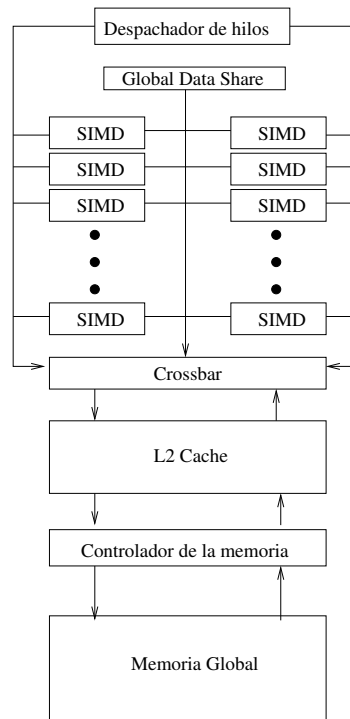 Despachador de hilos
Global Data Share
SIMD SIMD
SIMD SIMD
SIMD SIMD
SIMD SIMD
Crossbar
L2 Cache
Controlador de la memoria
Memoria Global